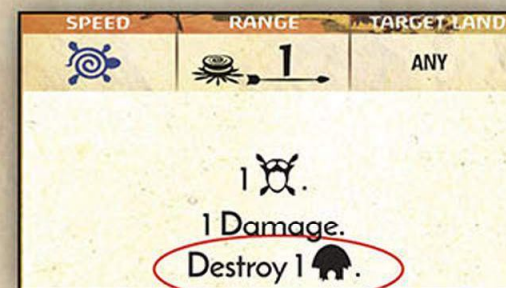 SPEED RANGE TARGET LAND
1 ANY
1 .
1 Damage.
Destroy 1 .